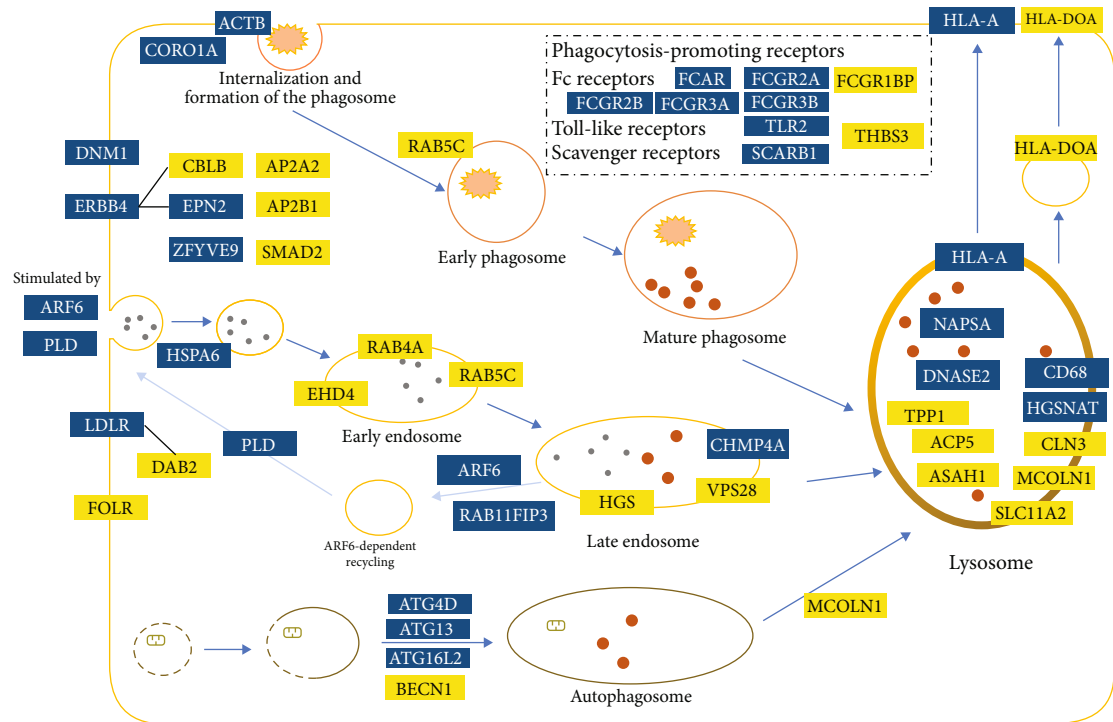 ACTB
CORO1A
Internalization and
formation of the phagosome
Phagocytosis-promoting receptors
Fc receptors
FCAR
FCGR2A
FCGR1BP
FCGR2B
FCGR3A
FCGR3B
Toll-like receptors
TLR2
THBS3
Scavenger receptors
SCARB1
HLA-A
HLA-DOA
HLA-DOA
DNM1
CBLB
AP2A2
ERBB4
EPN2
AP2B1
ZFYVE9
SMAD2
RAB5C
Early phagosome
Mature phagosome
Stimulated by
ARF6
PLD
HSPA6
RAB4A
RAB5C
EHD4
Early endosome
LDLR
DAB2
PLD
FOLR
ARF6
RAB11FIP3
ARF6-dependent
recycling
CHMP4A
VPS28
HGS
Late endosome
HLA-A
NAPSA
DNASE2
CD68
HGSNAT
TPP1
ACP5
CLN3
ASAH1
MCOLN1
SLC11A2
Lysosome
MCOLN1
ATG4D
ATG13
ATG16L2
BECN1
Autophagosome